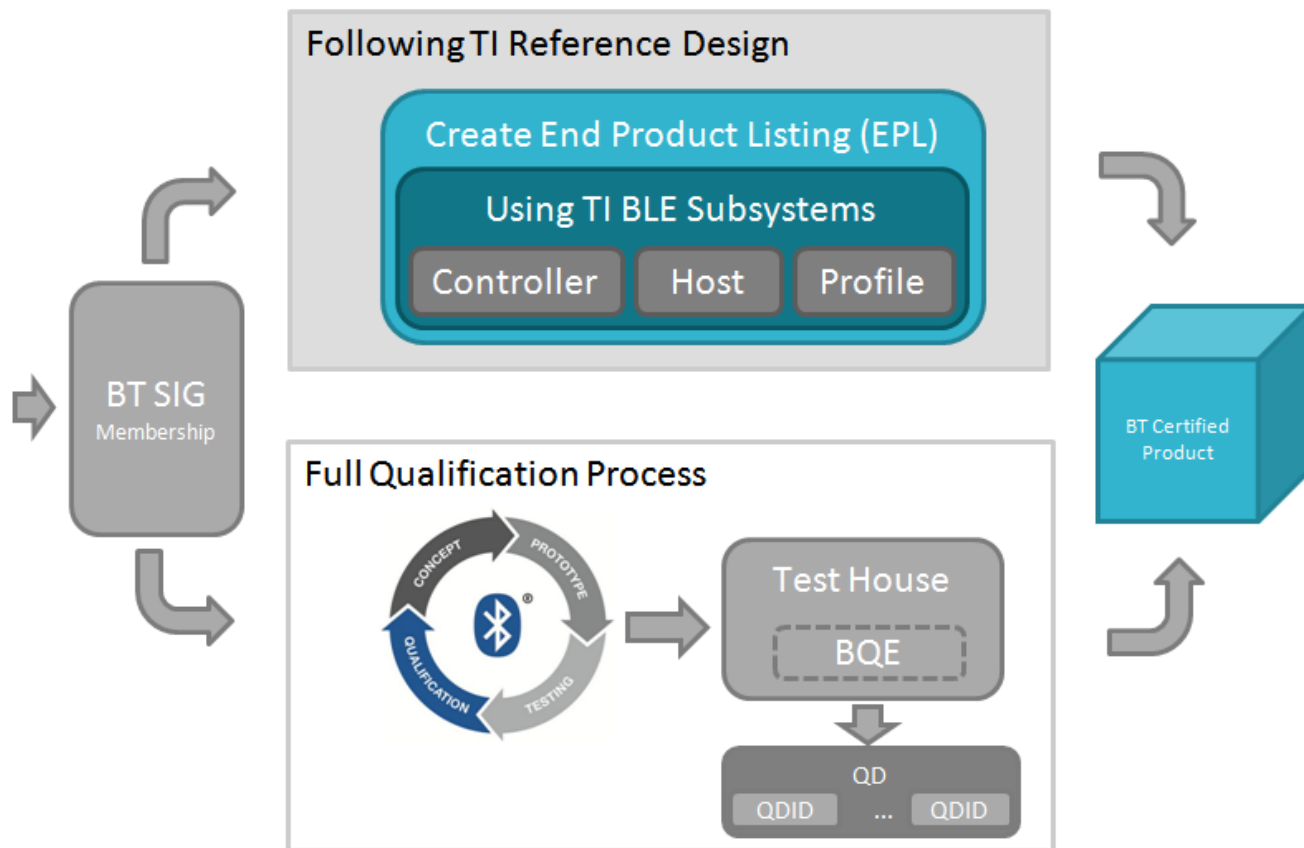 Following TI Reference Design
Create End Product Listing (EPL)
Using TI BLE Subsystems
Controller
Host
Profile
BT SIG
Membership
BT Certified
Product
Full Qualification Process
CONCEPT
PROTOTYPE
TESTING
QUALIFICATION
®
Test House
BQE
QD
QDID
...
QDID